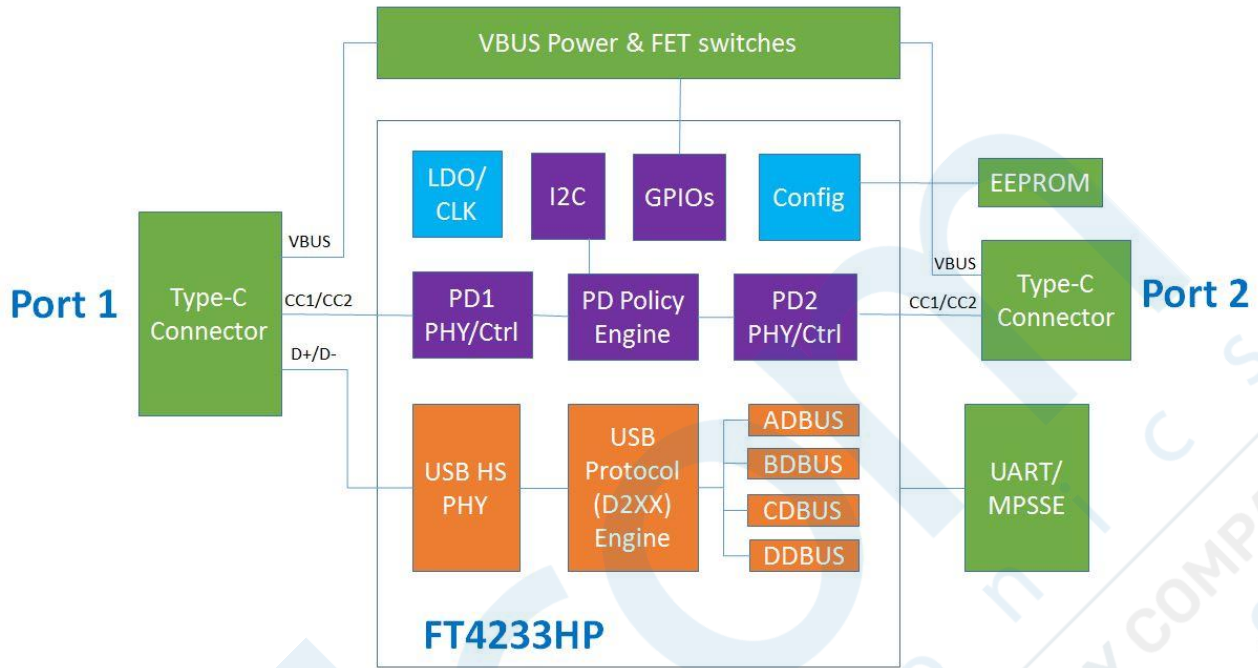 VBUS Power & FET switches
LDO/
CLK
I2C
GPIOs
Config
EEPROM
VBUS
VBUS
Port 1
Type-C
Connector
CC1/CC2
PD1
PHY/Ctrl
PD Policy
Engine
PD2
PHY/Ctrl
CC1/CC2
Type-C
Connector
Port 2
D+/D-
USB HS
PHY
USB
Protocol
(D2XX)
Engine
ADBUS
BDBUS
CDBUS
DDBUS
UART/
MPSSE
FT4233HP